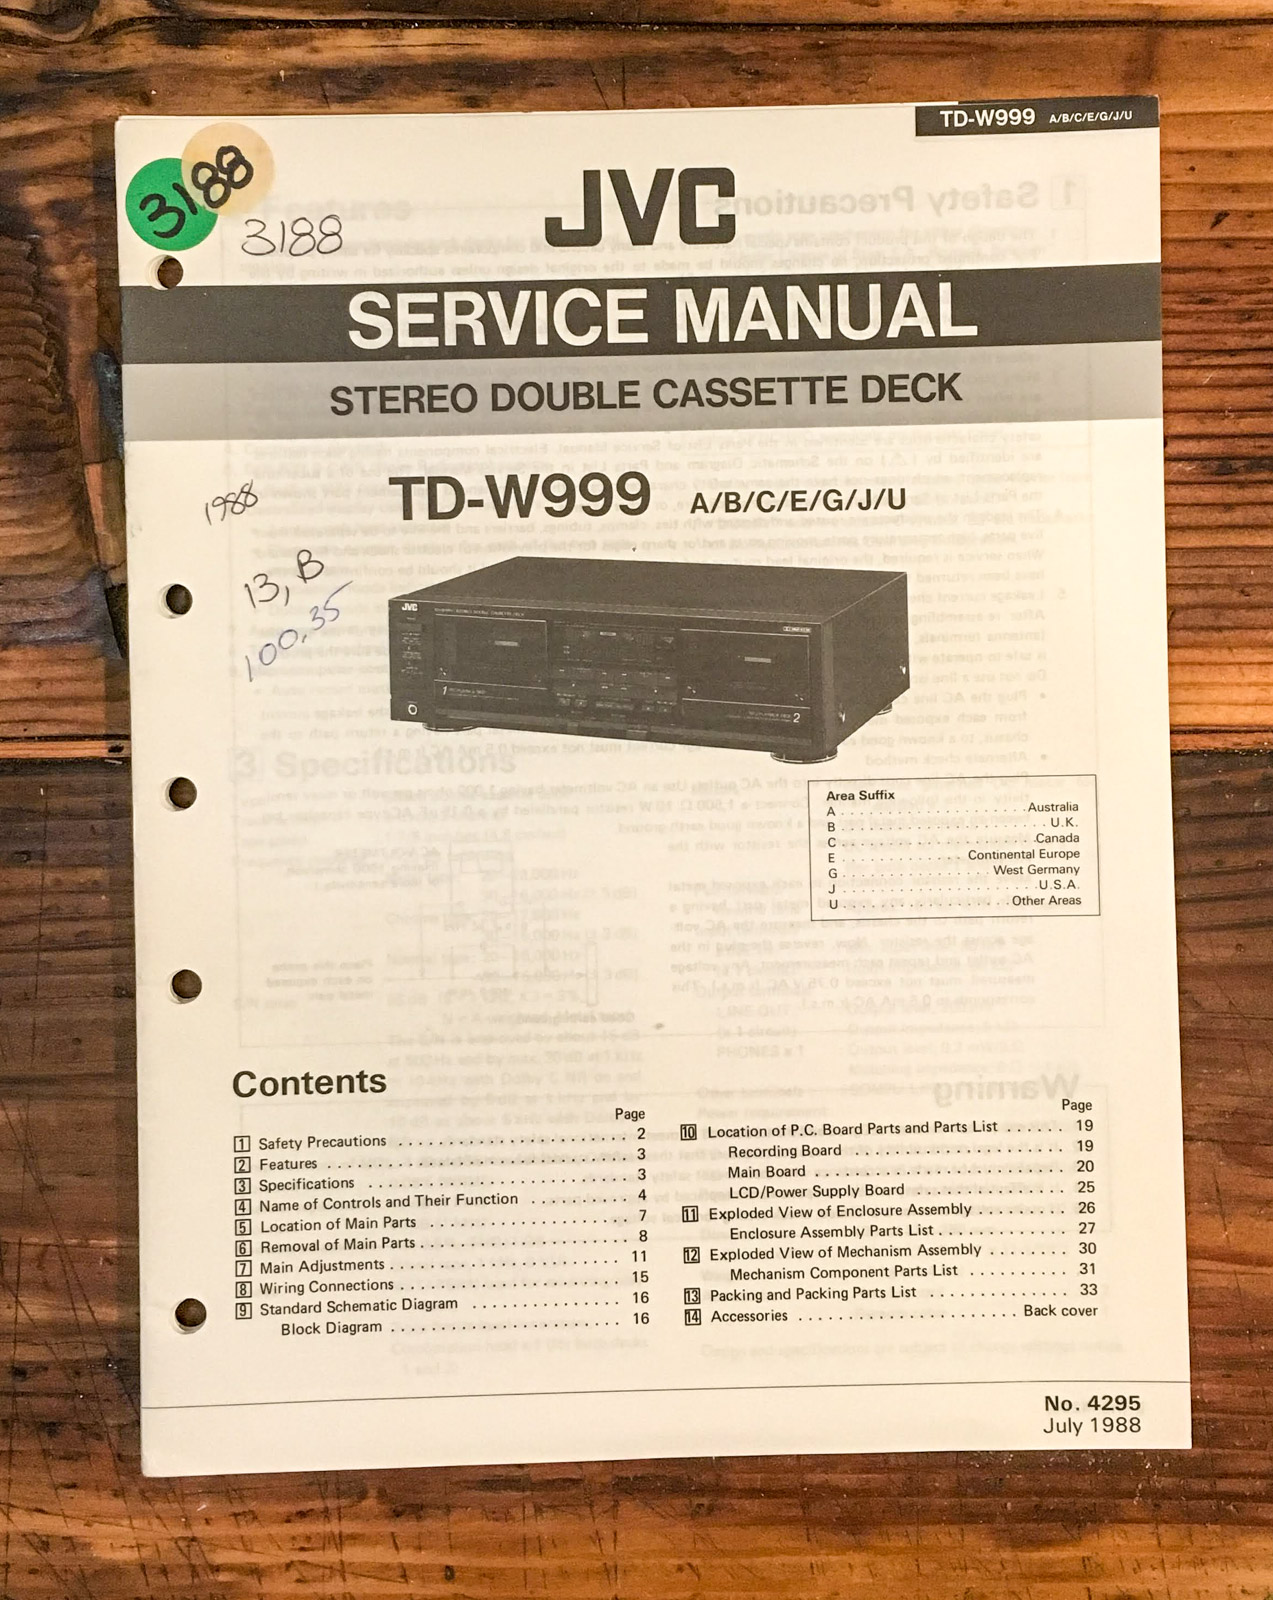 TD-W999 A/B/C/E/G/J/U
3188
3188
JVC
SERVICE MANUAL
STEREO DOUBLE CASSETTE DECK
TD-W999 A/B/C/E/G/J/U
1988
13, B
100,35
JVC
1
2
Area Suffix
A . . . . . . . . . . . . . . . . . . . . . . Australia
B . . . . . . . . . . . . . . . . . . . . . . . . . U.K.
C . . . . . . . . . . . . . . . . . . . . . . . Canada
E . . . . . . . . . . . . . Continental Europe
G . . . . . . . . . . . . . . . . . West Germany
J . . . . . . . . . . . . . . . . . . . . . . . . U.S.A.
U . . . . . . . . . . . . . . . . . . . . Other Areas
Contents
Page
1 Safety Precautions . . . . . . . . . . . . . . . . . . . . . . . . 2
2 Features . . . . . . . . . . . . . . . . . . . . . . . . . . . . . . . 3
3 Specifications . . . . . . . . . . . . . . . . . . . . . . . . . . . 3
4 Name of Controls and Their Function . . . . . . . . . . 4
5 Location of Main Parts . . . . . . . . . . . . . . . . . . . . . 7
6 Removal of Main Parts . . . . . . . . . . . . . . . . . . . . . 8
7 Main Adjustments . . . . . . . . . . . . . . . . . . . . . . . . 11
8 Wiring Connections . . . . . . . . . . . . . . . . . . . . . . . 15
9 Standard Schematic Diagram . . . . . . . . . . . . . . . . 16
Block Diagram . . . . . . . . . . . . . . . . . . . . . . . . . . 16
Page
10 Location of P.C. Board Parts and Parts List . . . . . . 19
Recording Board . . . . . . . . . . . . . . . . . . . . . . . 19
Main Board . . . . . . . . . . . . . . . . . . . . . . . . . . . 20
LCD/Power Supply Board . . . . . . . . . . . . . . . . 25
11 Exploded View of Enclosure Assembly . . . . . . . . . 26
Enclosure Assembly Parts List . . . . . . . . . . . . . . 27
12 Exploded View of Mechanism Assembly . . . . . . . . 30
Mechanism Component Parts List . . . . . . . . . . 31
13 Packing and Packing Parts List . . . . . . . . . . . . . . 33
14 Accessories . . . . . . . . . . . . . . . . . . . . . . Back cover
No. 4295
July 1988